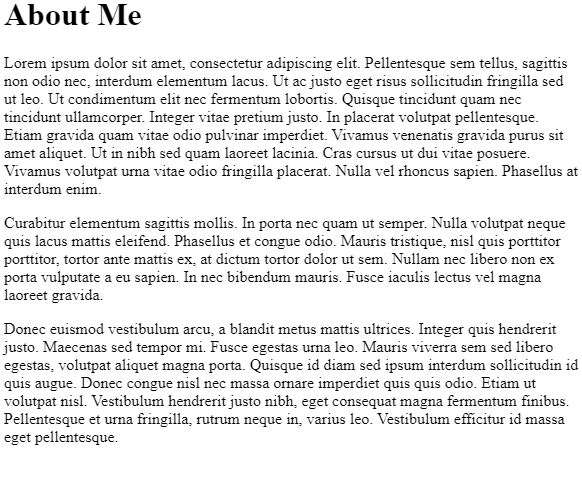 About Me
Lorem ipsum dolor sit amet, consectetur adipiscing elit. Pellentesque sem tellus, sagittis
non odio nec, interdum elementum lacus. Ut ac justo eget risus sollicitudin fringilla sed
ut leo. Ut condimentum elit nec fermentum lobortis. Quisque tincidunt quam nec
tincidunt ullamcorper. Integer vitae pretium justo. In placerat volutpat pellentesque.
Etiam gravida quam vitae odio pulvinar imperdiet. Vivamus venenatis gravida purus sit
amet aliquet. Ut in nibh sed quam laoreet lacinia. Cras cursus ut dui vitae posuere.
Vivamus volutpat urna vitae odio fringilla placerat. Nulla vel rhoncus sapien. Phasellus at
interdum enim.
Curabitur elementum sagittis mollis. In porta nec quam ut semper. Nulla volutpat neque
quis lacus mattis eleifend. Phasellus et congue odio. Mauris tristique, nisl quis porttitor
porttitor, tortor ante mattis ex, at dictum tortor dolor ut sem. Nullam nec libero non ex
porta vulputate a eu sapien. In nec bibendum mauris. Fusce iaculis lectus vel magna
laoreet gravida.
Donec euismod vestibulum arcu, a blandit metus mattis ultrices. Integer quis hendrerit
justo. Maecenas sed tempor mi. Fusce egestas urna leo. Mauris viverra sem sed libero
egestas, volutpat aliquet magna porta. Quisque id diam sed ipsum interdum sollicitudin id
quis augue. Donec congue nisl nec massa ornare imperdiet quis quis odio. Etiam ut
volutpat nisl. Vestibulum hendrerit justo nibh, eget consequat magna fermentum finibus.
Pellentesque et urna fringilla, rutrum neque in, varius leo. Vestibulum efficitur id massa
eget pellentesque.